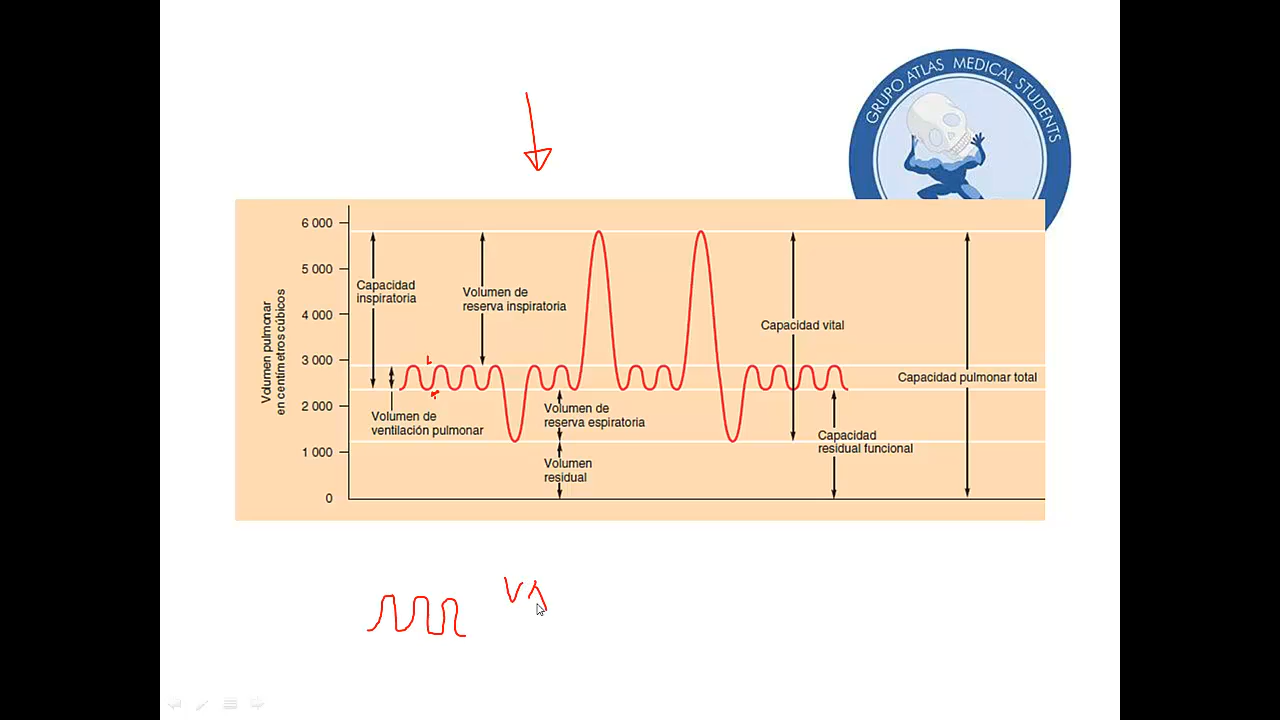 GRUPO ATLAS MEDICAL STUDENTS
6 000
5 000
4 000
3 000
2 000
1 000
0
Volumen pulmonar
en centímetros cúbicos
Capacidad
inspiratoria
Volumen de
reserva inspiratoria
Capacidad vital
Capacidad pulmonar total
Volumen de
ventilación pulmonar
Volumen de
reserva espiratoria
Capacidad
residual funcional
Volumen
residual